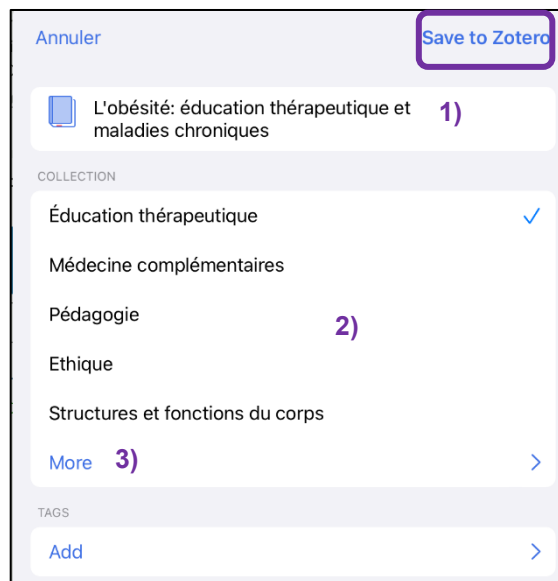 Annuler
Save to Zotero
L'obésité: éducation thérapeutique et
maladies chroniques
1)
COLLECTION
Éducation thérapeutique
Médecine complémentaires
Pédagogie
2)
Ethique
Structures et fonctions du corps
More 3)
TAGS
Add